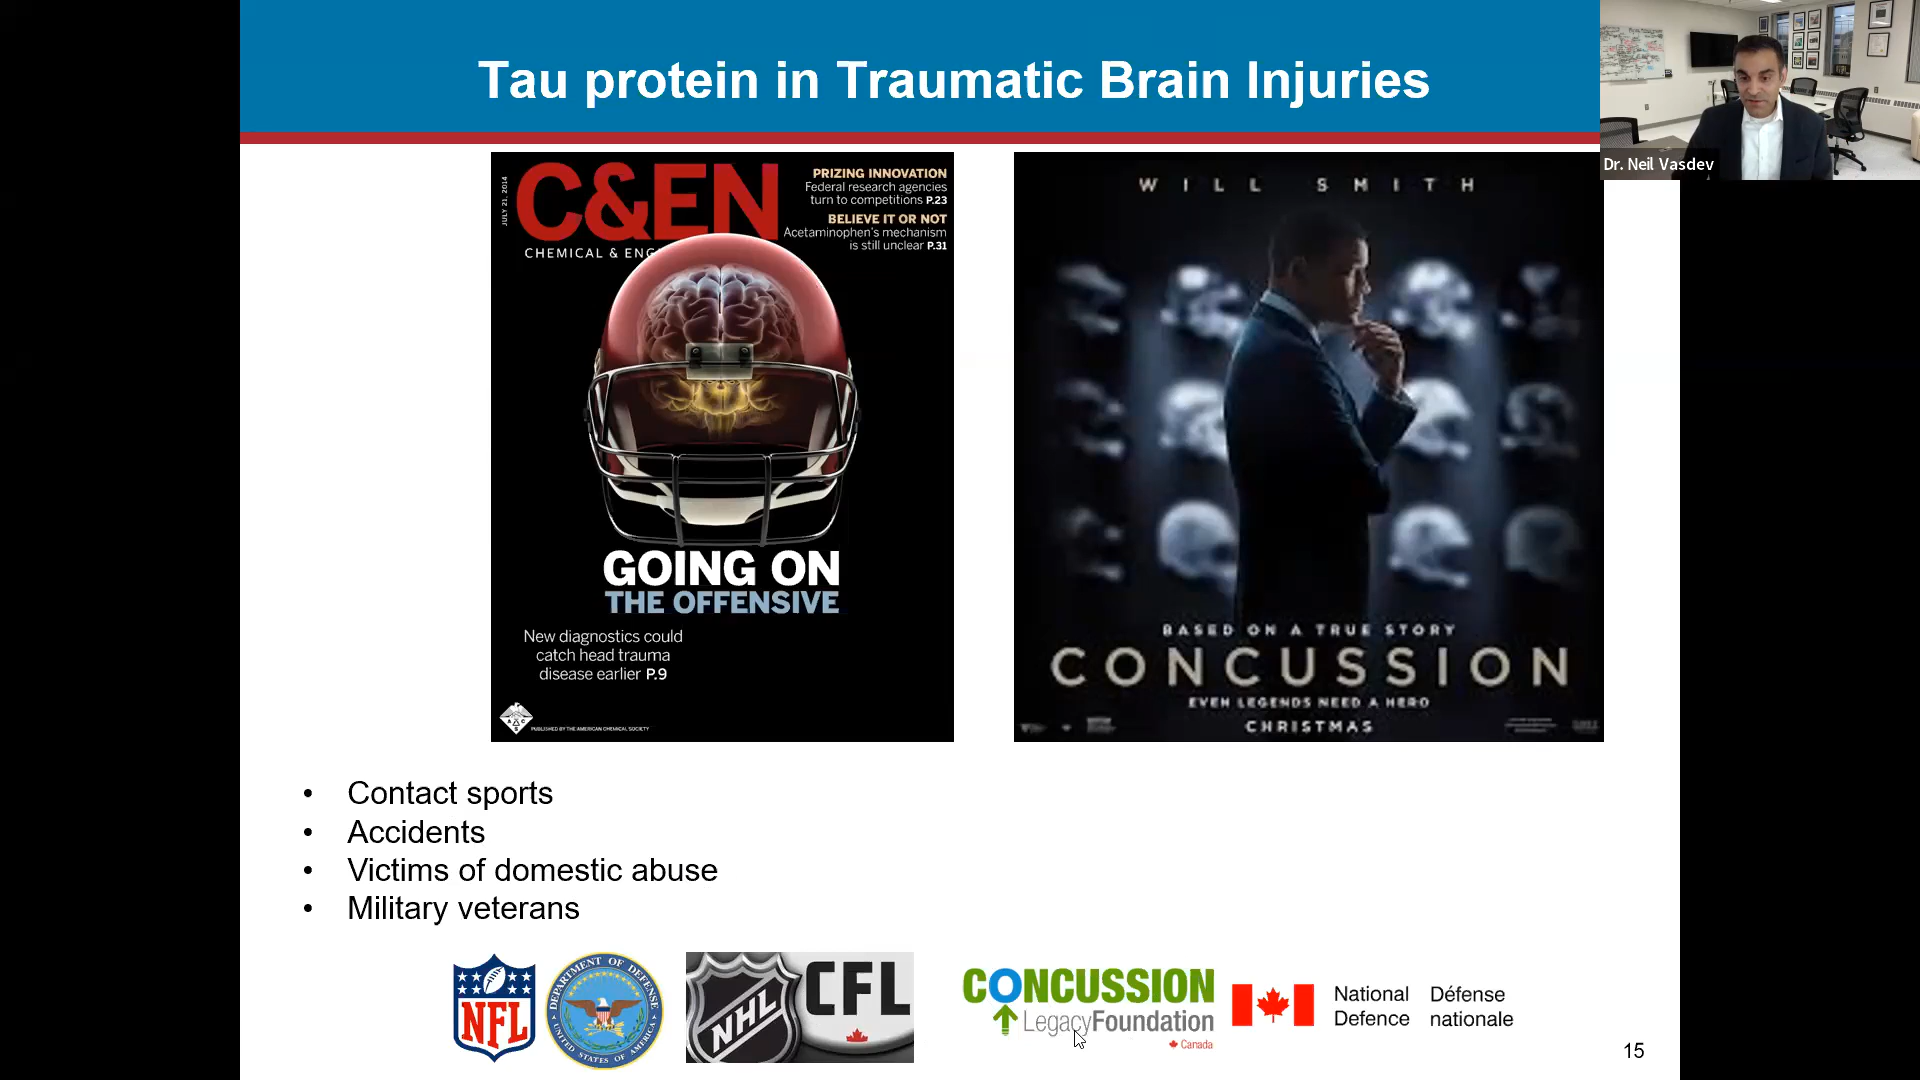 Tau protein in Traumatic Brain Injuries
Dr. Neil Vasdev
JULY 21, 2014
C&EN
CHEMICAL & ENG
PRIZING INNOVATION
Federal research agencies
turn to competitions P.23
BELIEVE IT OR NOT
Acetaminophen's mechanism
is still unclear P.31
GOING ON
THE OFFENSIVE
New diagnostics could
catch head trauma
disease earlier P.9
ACS
PUBLISHED BY THE AMERICAN CHEMICAL SOCIETY
WILL SMITH
BASED ON A TRUE STORY
CONCUSSION
EVEN LEGENDS NEED A HERO
CHRISTMAS
• Contact sports
• Accidents
• Victims of domestic abuse
• Military veterans
NFL
DEPARTMENT OF DEFENSE
UNITED STATES OF AMERICA
NHL
CFL
CONCUSSION
LegacyFoundation
Canada
National Défense
Defence nationale
15